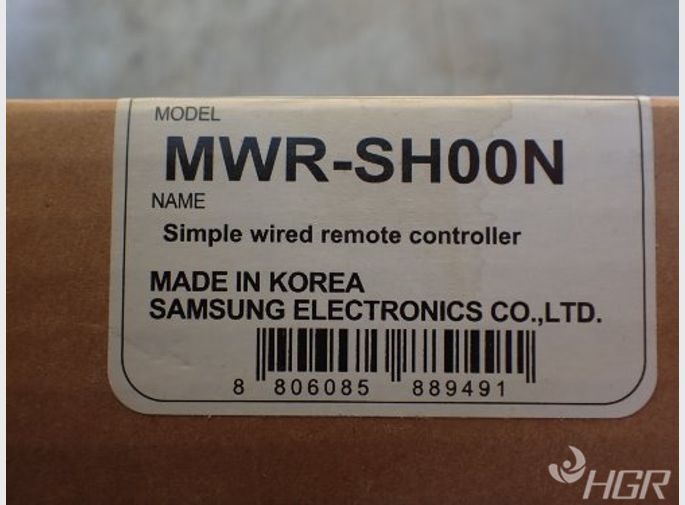 MODEL
MWR-SH00N
NAME
Simple wired remote controller
MADE IN KOREA
SAMSUNG ELECTRONICS CO.,LTD.
8 806085 889491
HGR